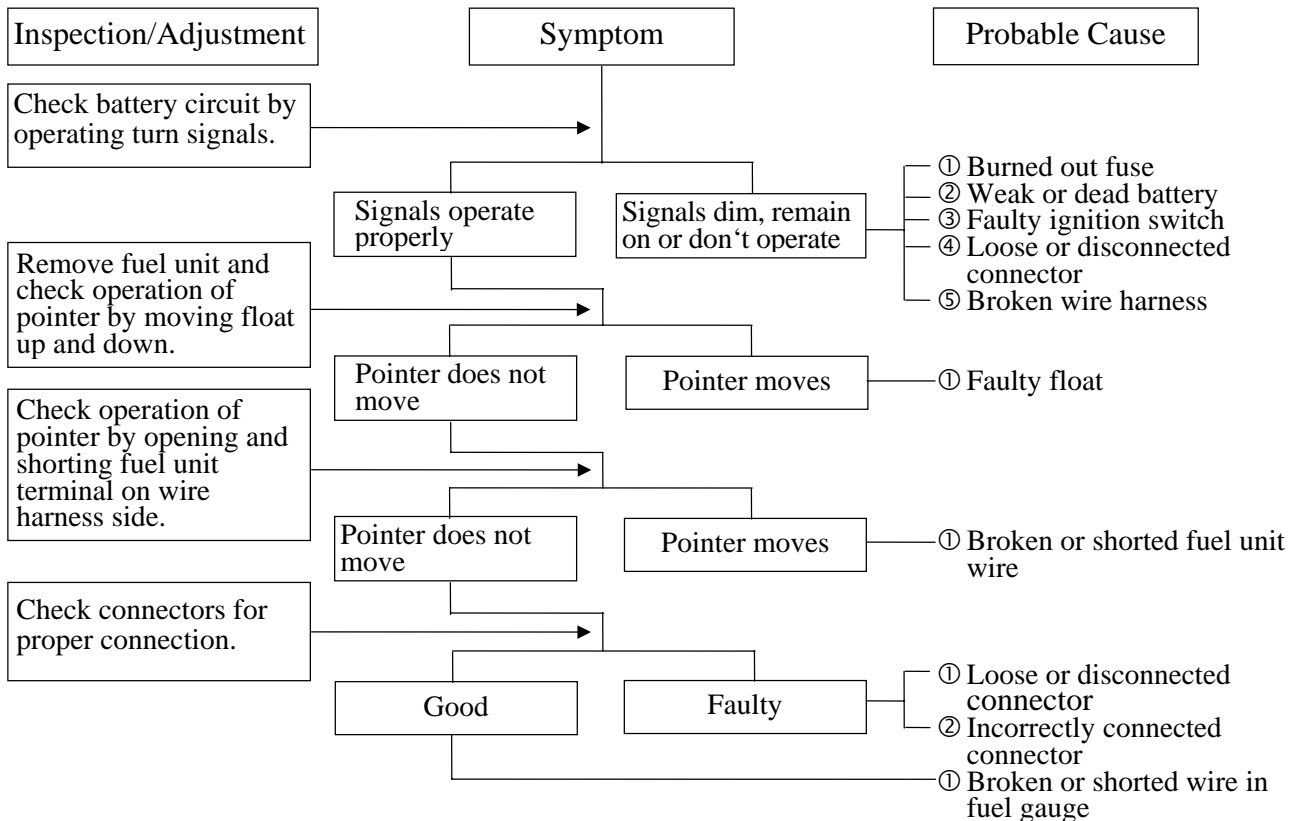 Inspection/Adjustment
Symptom
Probable Cause
Check battery circuit by
operating turn signals.
Signals operate
properly
Signals dim, remain
on or don‘t operate
① Burned out fuse
② Weak or dead battery
③ Faulty ignition switch
④ Loose or disconnected
connector
⑤ Broken wire harness
Remove fuel unit and
check operation of
pointer by moving float
up and down.
Pointer does not
move
Pointer moves
① Faulty float
Check operation of
pointer by opening and
shorting fuel unit
terminal on wire
harness side.
Pointer does not
move
Pointer moves
① Broken or shorted fuel unit
wire
Check connectors for
proper connection.
Good
Faulty
① Loose or disconnected
connector
② Incorrectly connected
connector
① Broken or shorted wire in
fuel gauge